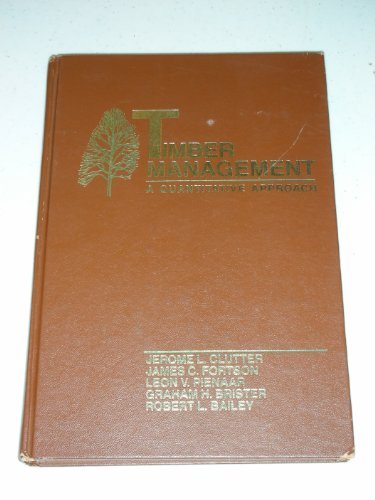 TIMBER
MANAGEMENT
A QUANTITATIVE APPROACH
JEROME L. CLUTTER
JAMES C. FORTSON
LEON V. PIENAAR
GRAHAM H. BRISTER
ROBERT L. BAILEY